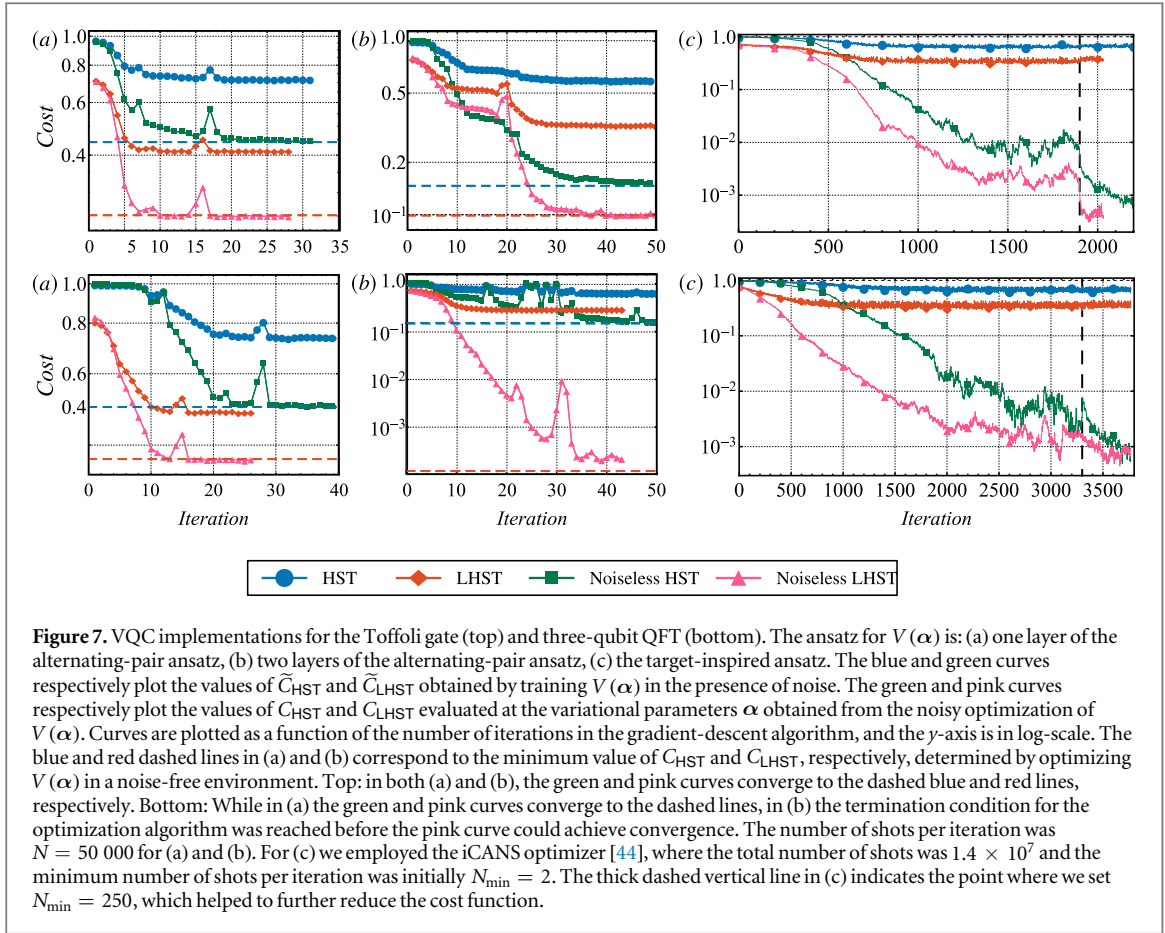 (a)
1.0
0.8
0.6
0.4
Cost
0 5 10 15 20 25 30 35
(b)
1.0
0.5
0.2
10⁻¹
0 10 20 30 40 50
(c)
1.0
10⁻¹
10⁻²
10⁻³
0 500 1000 1500 2000
(a)
1.0
0.8
0.6
0.4
Cost
0 10 20 30 40
Iteration
(b)
1.0
10⁻¹
10⁻²
10⁻³
0 10 20 30 40 50
Iteration
(c)
1.0
10⁻¹
10⁻²
10⁻³
0 500 1000 1500 2000 2500 3000 3500
Iteration
HST LHST Noiseless HST Noiseless LHST
Figure 7. VQC implementations for the Toffoli gate (top) and three-qubit QFT (bottom). The ansatz for V(α) is: (a) one layer of the
alternating-pair ansatz, (b) two layers of the alternating-pair ansatz, (c) the target-inspired ansatz. The blue and green curves
respectively plot the values of C̃HST and C̃LHST obtained by training V(α) in the presence of noise. The green and pink curves
respectively plot the values of CHST and CLHST evaluated at the variational parameters α obtained from the noisy optimization of
V(α). Curves are plotted as a function of the number of iterations in the gradient-descent algorithm, and the y-axis is in log-scale. The
blue and red dashed lines in (a) and (b) correspond to the minimum value of CHST and CLHST, respectively, determined by optimizing
V(α) in a noise-free environment. Top: in both (a) and (b), the green and pink curves converge to the dashed blue and red lines,
respectively. Bottom: While in (a) the green and pink curves converge to the dashed lines, in (b) the termination condition for the
optimization algorithm was reached before the pink curve could achieve convergence. The number of shots per iteration was
N = 50 000 for (a) and (b). For (c) we employed the iCANS optimizer [44], where the total number of shots was 1.4 × 10⁷ and the
minimum number of shots per iteration was initially Nmin = 2. The thick dashed vertical line in (c) indicates the point where we set
Nmin = 250, which helped to further reduce the cost function.